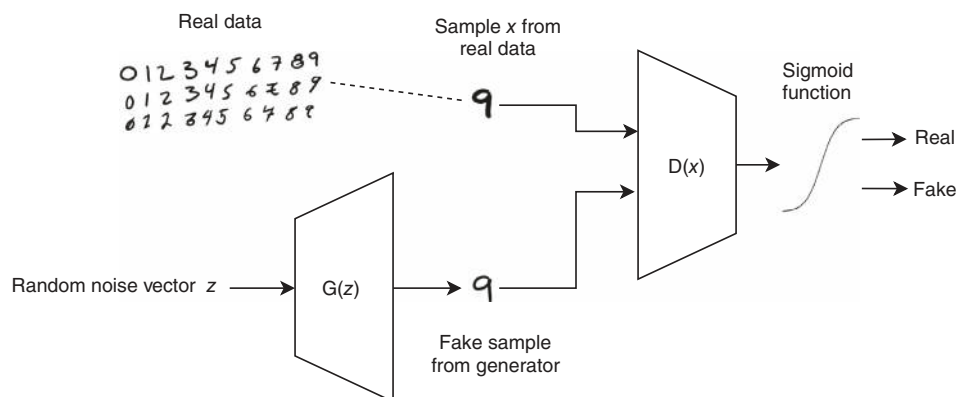 Real data
0 1 2 3 4 5 6 7 8 9
0 1 2 3 4 5 6 7 8 9
0 1 2 3 4 5 6 7 8 9
Sample x from
real data
9
D(x)
Sigmoid
function
Real
Fake
Random noise vector z
G(z)
9
Fake sample
from generator